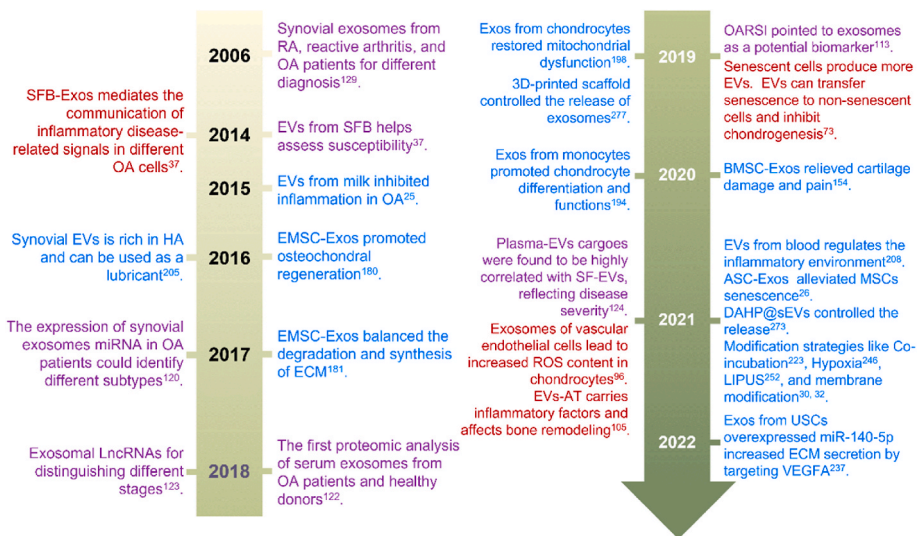 2006
Synovial exosomes from
RA, reactive arthritis, and
OA patients for different
diagnosis129.
SFB-Exos mediates the
communication of
inflammatory disease-
related signals in different
OA cells37.
2014
EVs from SFB helps
assess susceptibility37.
2015
EVs from milk inhibited
inflammation in OA25.
Synovial EVs is rich in HA
and can be used as a
lubricant205.
2016
EMSC-Exos promoted
osteochondral
regeneration180.
The expression of synovial
exosomes miRNA in OA
patients could identify
different subtypes120.
2017
EMSC-Exos balanced the
degradation and synthesis
of ECM181.
Exosomal LncRNAs for
distinguishing different
stages123.
2018
The first proteomic analysis
of serum exosomes from
OA patients and healthy
donors122.
Exos from chondrocytes
restored mitochondrial
dysfunction198.
3D-printed scaffold
controlled the release of
exosomes277.
2019
OARSI pointed to exosomes
as a potential biomarker113.
Senescent cells produce more
EVs. EVs can transfer
senescence to non-senescent
cells and inhibit
chondrogenesis73.
Exos from monocytes
promoted chondrocyte
differentiation and
functions194.
2020
BMSC-Exos relieved cartilage
damage and pain154.
Plasma-EVs cargoes
were found to be highly
correlated with SF-EVs,
reflecting disease
severity124.
Exosomes of vascular
endothelial cells lead to
increased ROS content in
chondrocytes96.
EVs-AT carries
inflammatory factors and
affects bone remodeling105.
2021
EVs from blood regulates the
inflammatory environment208.
ASC-Exos alleviated MSCs
senescence26.
DAHP@sEVs controlled the
release273.
Modification strategies like Co-
incubation223, Hypoxia246,
LIPUS252, and membrane
modification30, 32.
2022
Exos from USCs
overexpressed miR-140-5p
increased ECM secretion by
targeting VEGFA237.